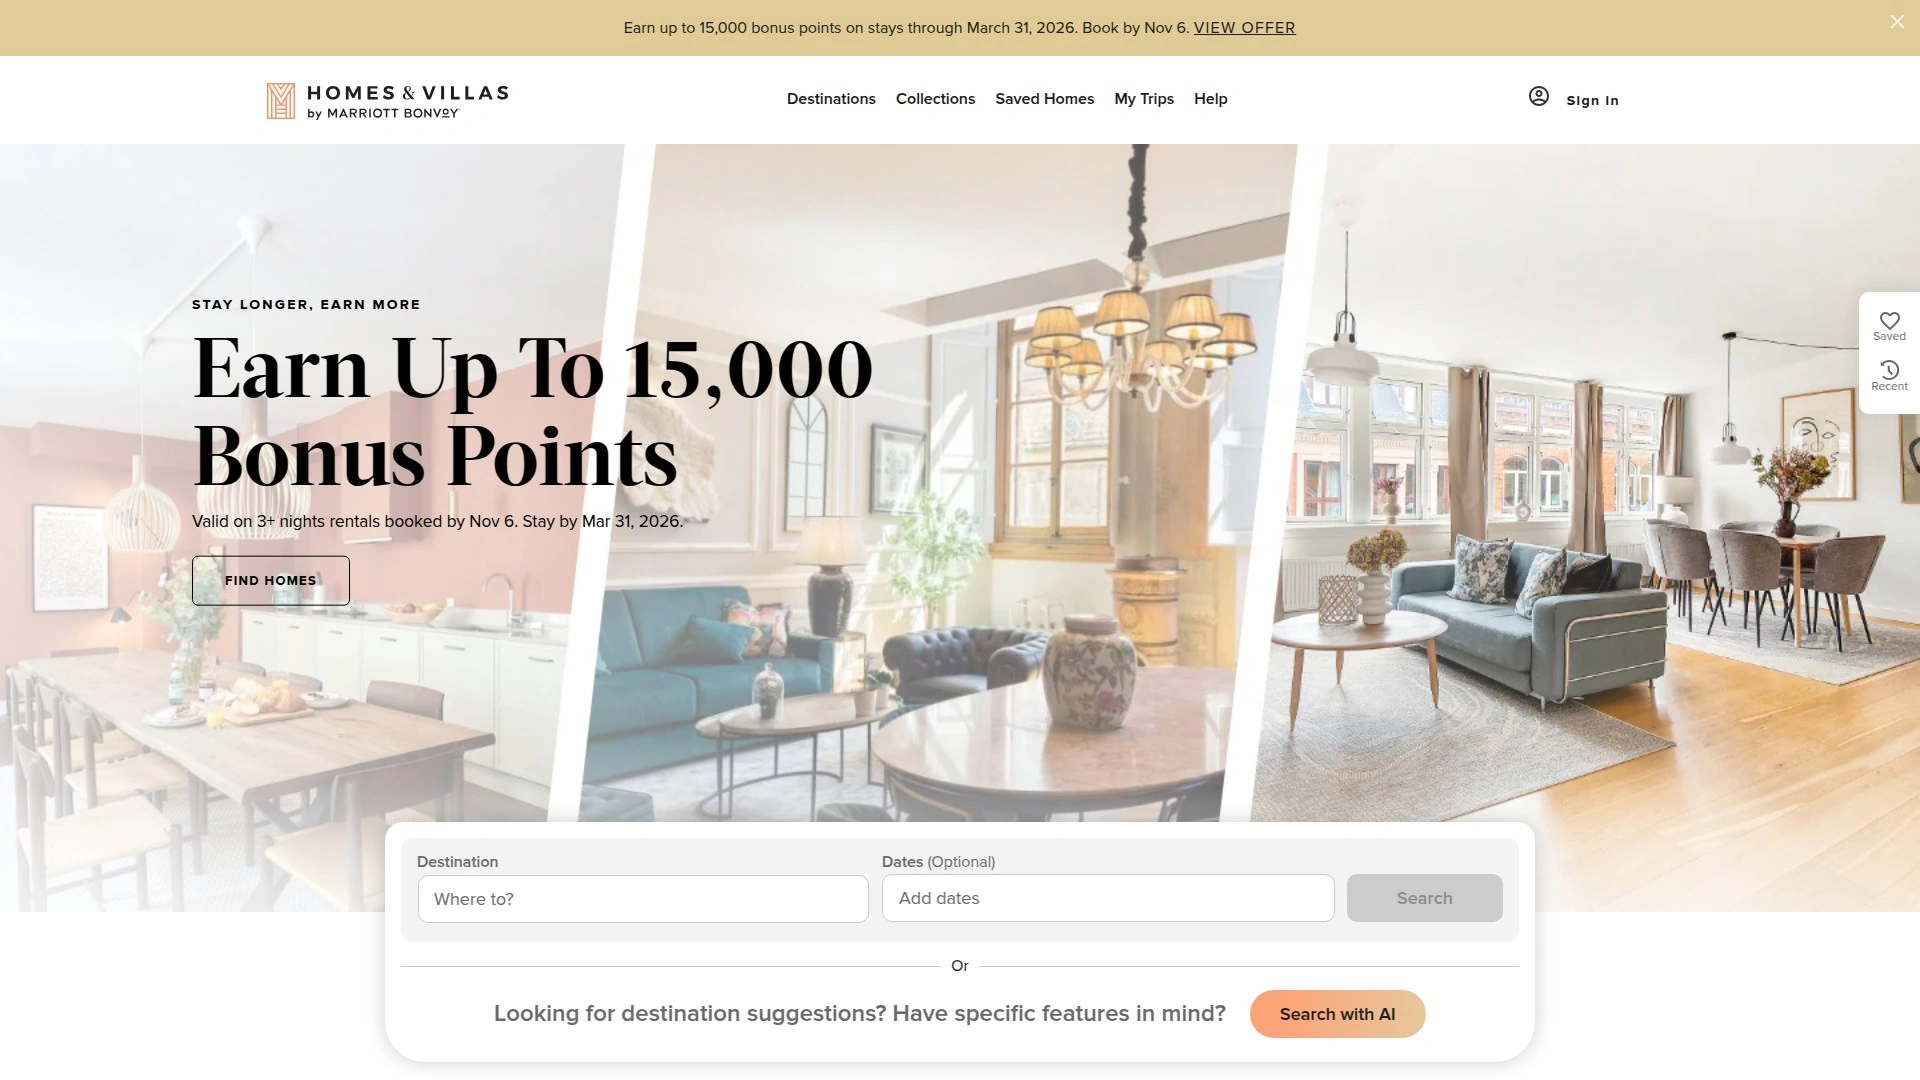 Earn up to 15,000 bonus points on stays through March 31, 2026. Book by Nov 6. VIEW OFFER
HOMES & VILLAS
by MARRIOTT BONVOY
Destinations Collections Saved Homes My Trips Help
Sign In
STAY LONGER, EARN MORE
Earn Up To 15,000
Bonus Points
Valid on 3+ nights rentals booked by Nov 6. Stay by Mar 31, 2026.
FIND HOMES
Saved
Recent
Destination
Where to?
Dates (Optional)
Add dates
Search
Or
Looking for destination suggestions? Have specific features in mind?
Search with AI